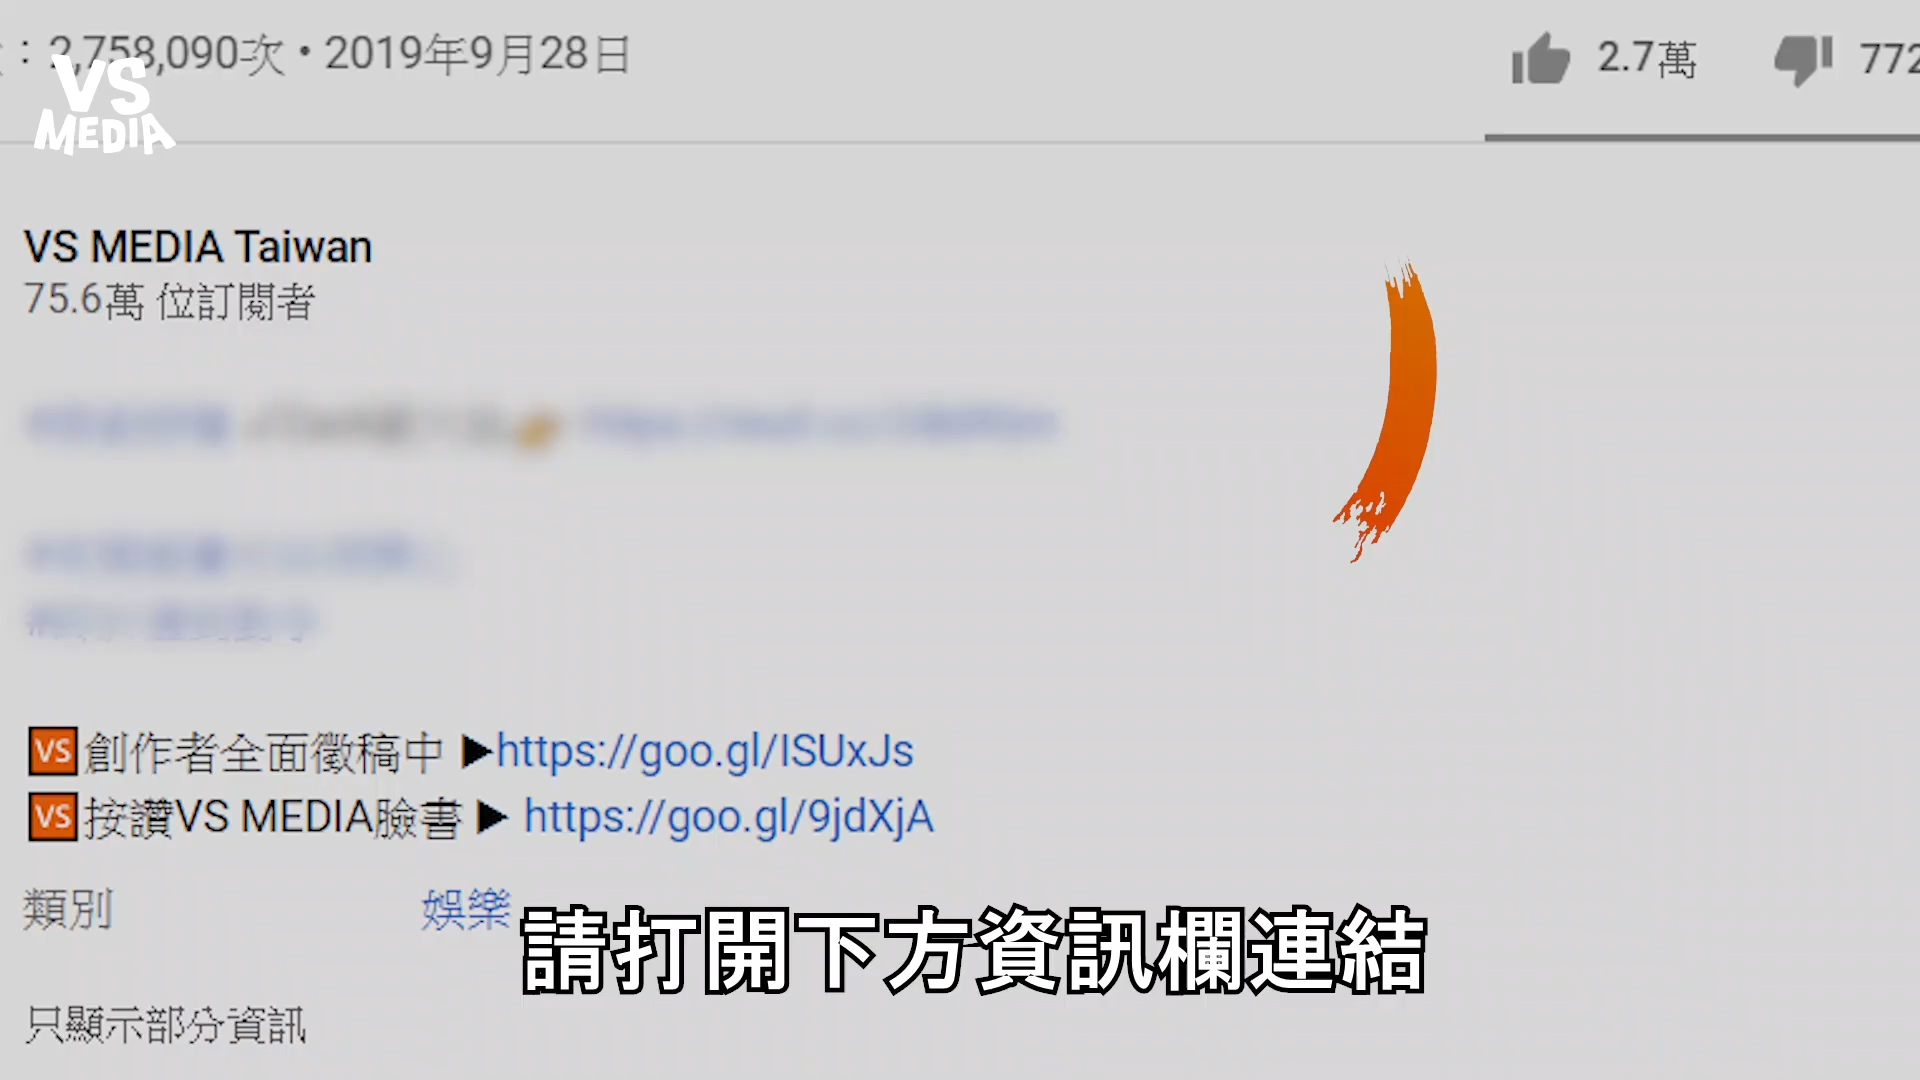 ：2,758,090次 • 2019年9月28日
2.7萬
772
VS
MEDIA
VS MEDIA Taiwan
75.6萬 位訂閱者
VS創作者全面徵稿中 ▶https://goo.gl/ISUxJs
VS按讚VS MEDIA臉書 ▶ https://goo.gl/9jdXjA
類別 娛樂
請打開下方資訊欄連結
只顯示部分資訊